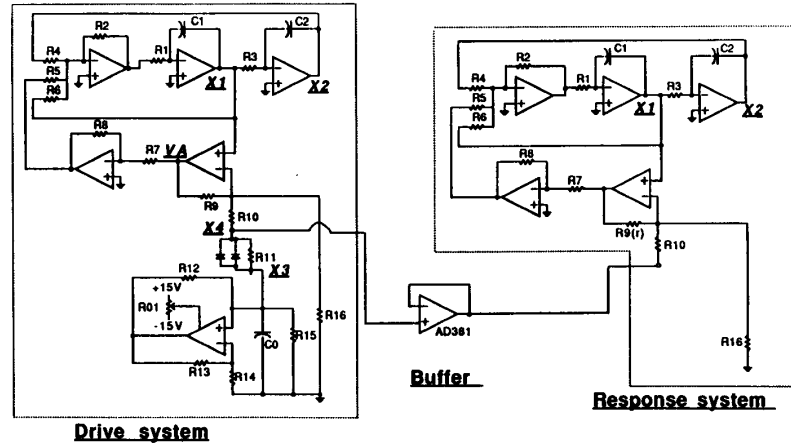 R2
C1
C2
R4
R5
R6
R1
R3
X1
X2
R8
R7
VA
R9
R10
X4
R11
X3
R12
+15V
R01
-15V
R13
R14
C0
R15
R16
Drive system
AD381
Buffer
R2
C1
C2
R4
R5
R6
R1
R3
X1
X2
R8
R7
R9(r)
R10
R16
Response system